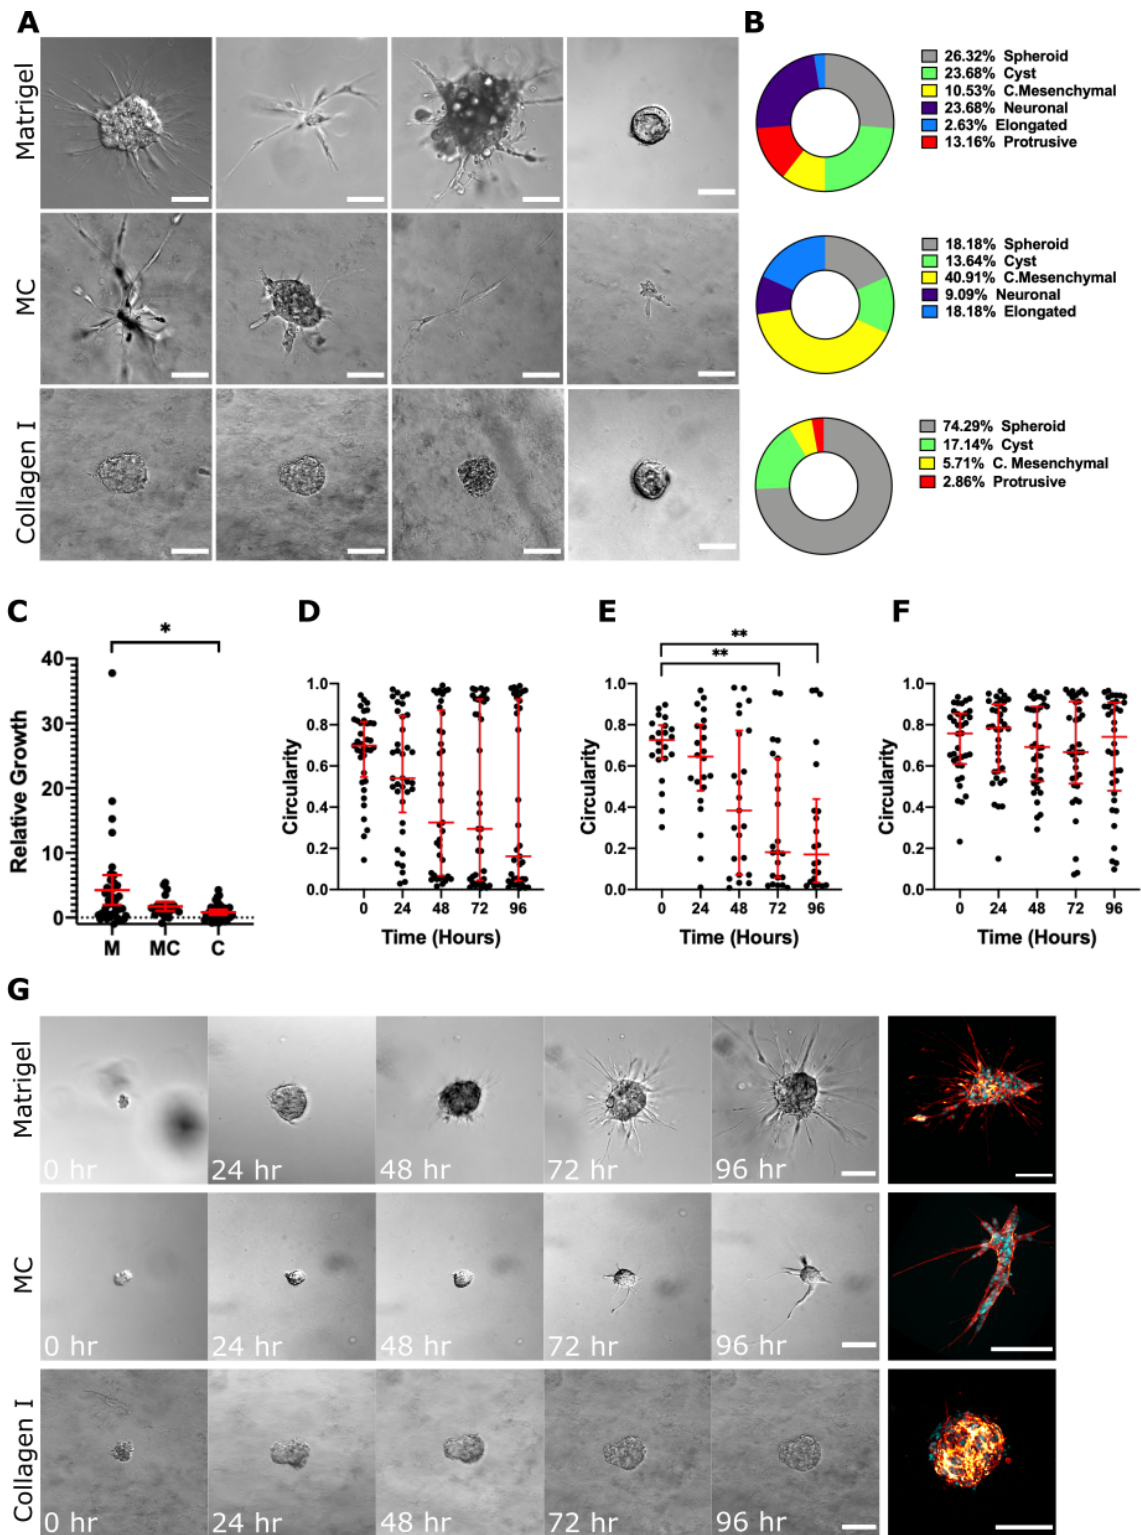 A
B
Matrigel
MC
Collagen I
26.32% Spheroid
23.68% Cyst
10.53% C.Mesenchymal
23.68% Neuronal
2.63% Elongated
13.16% Protrusive
18.18% Spheroid
13.64% Cyst
40.91% C.Mesenchymal
9.09% Neuronal
18.18% Elongated
74.29% Spheroid
17.14% Cyst
5.71% C. Mesenchymal
2.86% Protrusive
C
*
Relative Growth
40
30
20
10
0
M MC C
D
Circularity
1.0
0.8
0.6
0.4
0.2
0.0
0 24 48 72 96
Time (Hours)
E
**
**
Circularity
1.0
0.8
0.6
0.4
0.2
0.0
0 24 48 72 96
Time (Hours)
F
Circularity
1.0
0.8
0.6
0.4
0.2
0.0
0 24 48 72 96
Time (Hours)
G
Matrigel
0 hr 24 hr 48 hr 72 hr 96 hr
MC
0 hr 24 hr 48 hr 72 hr 96 hr
Collagen I
0 hr 24 hr 48 hr 72 hr 96 hr